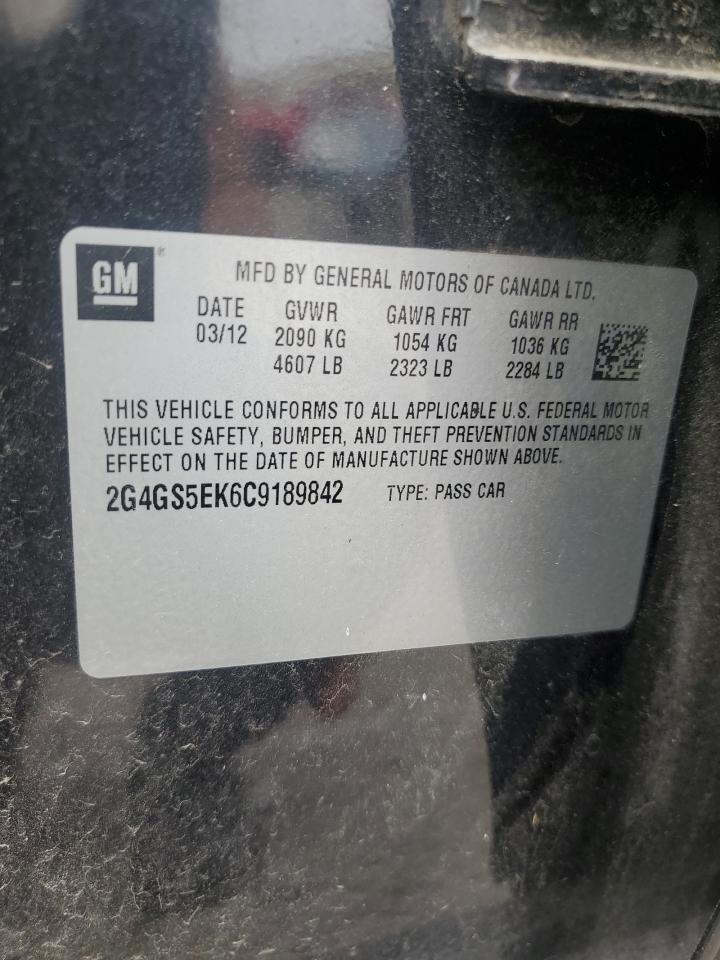 GM®
MFD BY GENERAL MOTORS OF CANADA LTD.
DATE GVWR GAWR FRT GAWR RR
03/12 2090 KG 1054 KG 1036 KG
4607 LB 2323 LB 2284 LB
THIS VEHICLE CONFORMS TO ALL APPLICABLE U.S. FEDERAL MOTOR
VEHICLE SAFETY, BUMPER, AND THEFT PREVENTION STANDARDS IN
EFFECT ON THE DATE OF MANUFACTURE SHOWN ABOVE.
2G4GS5EK6C9189842 TYPE: PASS CAR